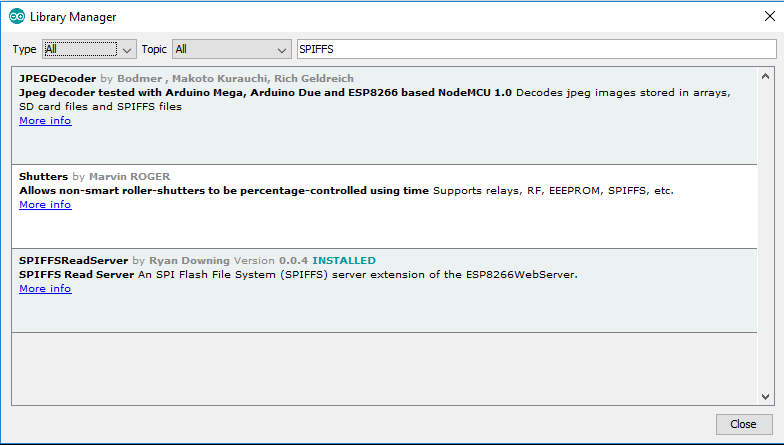 Library Manager
Type All Topic All SPIFFS
JPEGDecoder by Bodmer , Makoto Kurauchi, Rich Geldreich
Jpeg decoder tested with Arduino Mega, Arduino Due and ESP8266 based NodeMCU 1.0 Decodes jpeg images stored in arrays,
SD card files and SPIFFS files
More info
Shutters by Marvin ROGER
Allows non-smart roller-shutters to be percentage-controlled using time Supports relays, RF, EEEPROM, SPIFFS, etc.
More info
SPIFFSReadServer by Ryan Downing Version 0.0.4 INSTALLED
SPIFFS Read Server An SPI Flash File System (SPIFFS) server extension of the ESP8266WebServer.
More info
Close